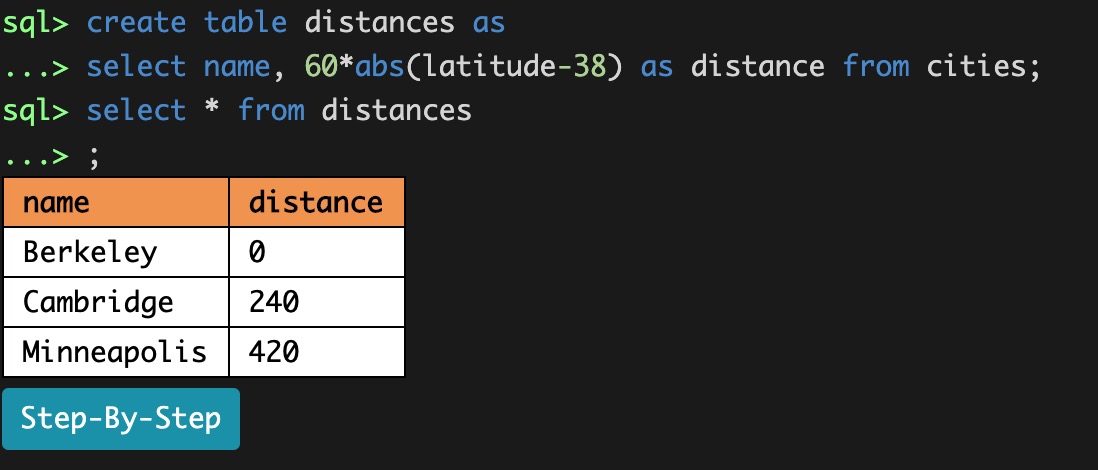 sql> create table distances as
...> select name, 60*abs(latitude-38) as distance from cities;
sql> select * from distances
...> ;
name distance
Berkeley 0
Cambridge 240
Minneapolis 420
Step-By-Step